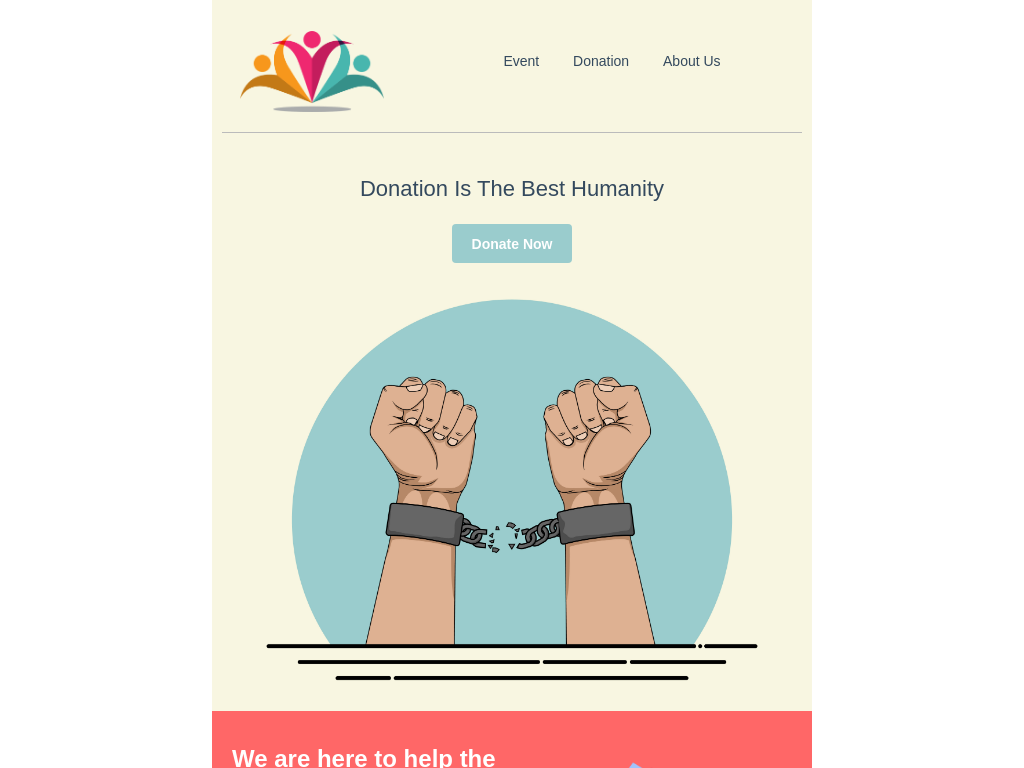 Event Donation About Us
Donation Is The Best Humanity
Donate Now
We are here to help the